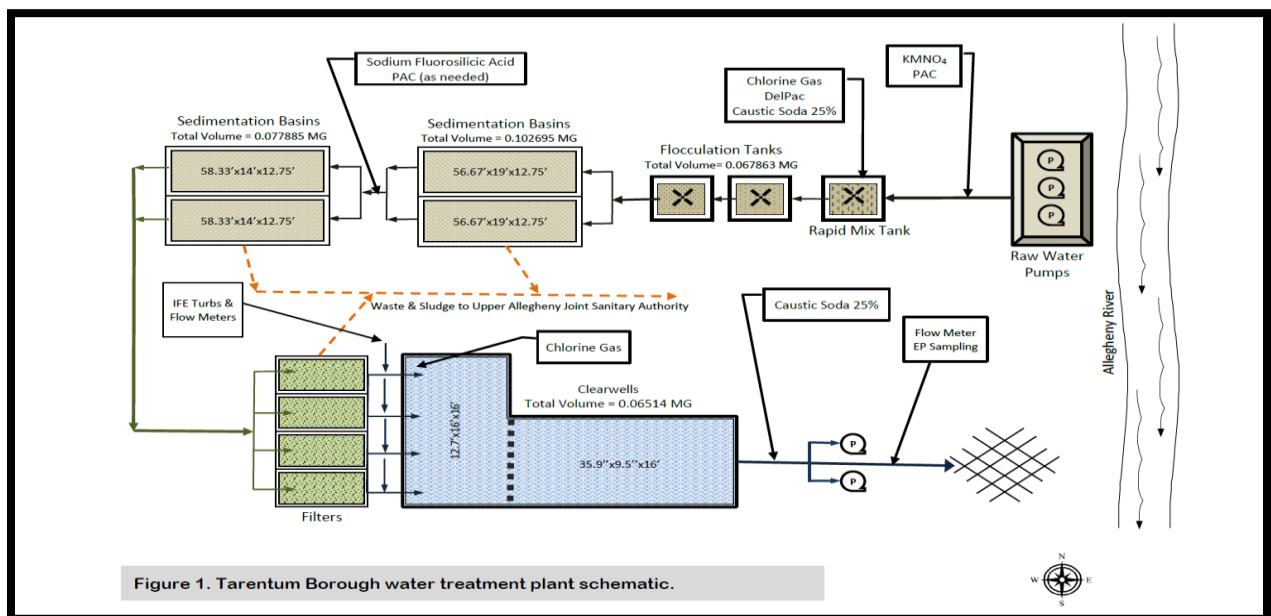 Sodium Fluorosilicic Acid
PAC (as needed)
KMNO₄
PAC
Chlorine Gas
DelPac
Caustic Soda 25%
Sedimentation Basins
Total Volume = 0.077885 MG
58.33'x14'x12.75'
58.33'x14'x12.75'
Sedimentation Basins
Total Volume = 0.102695 MG
56.67'x19'x12.75'
56.67'x19'x12.75'
Flocculation Tanks
Total Volume= 0.067863 MG
Rapid Mix Tank
P
P
P
Raw Water
Pumps
Allegheny River
IFE Turbs &
Flow Meters
Waste & Sludge to Upper Allegheny Joint Sanitary Authority
Chlorine Gas
Caustic Soda 25%
Flow Meter
EP Sampling
Clearwells
Total Volume = 0.06514 MG
12.7'x16'x16'
35.9''x9.5''x16'
P
P
Filters
Figure 1. Tarentum Borough water treatment plant schematic.
N
W
E
S